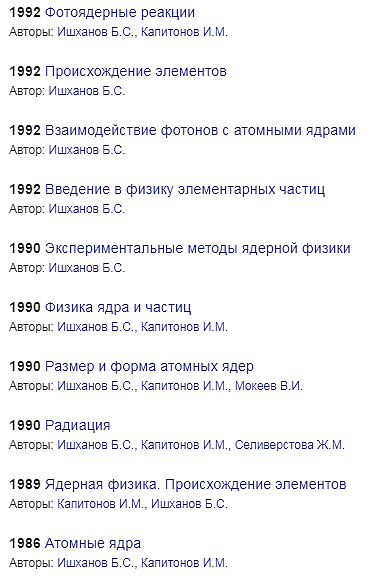 1992 Фотоядерные реакции
Авторы: Ишханов Б.С., Капитонов И.М.
1992 Происхождение элементов
Автор: Ишханов Б.С.
1992 Взаимодействие фотонов с атомными ядрами
Автор: Ишханов Б.С.
1992 Введение в физику элементарных частиц
Автор: Ишханов Б.С.
1990 Экспериментальные методы ядерной физики
Автор: Ишханов Б.С.
1990 Физика ядра и частиц
Авторы: Ишханов Б.С., Капитонов И.М.
1990 Размер и форма атомных ядер
Авторы: Ишханов Б.С., Капитонов И.М., Мокеев В.И.
1990 Радиация
Авторы: Ишханов Б.С., Капитонов И.М., Селиверстова Ж.М.
1989 Ядерная физика. Происхождение элементов
Авторы: Капитонов И.М., Ишханов Б.С.
1986 Атомные ядра
Авторы: Ишханов Б.С., Капитонов И.М.